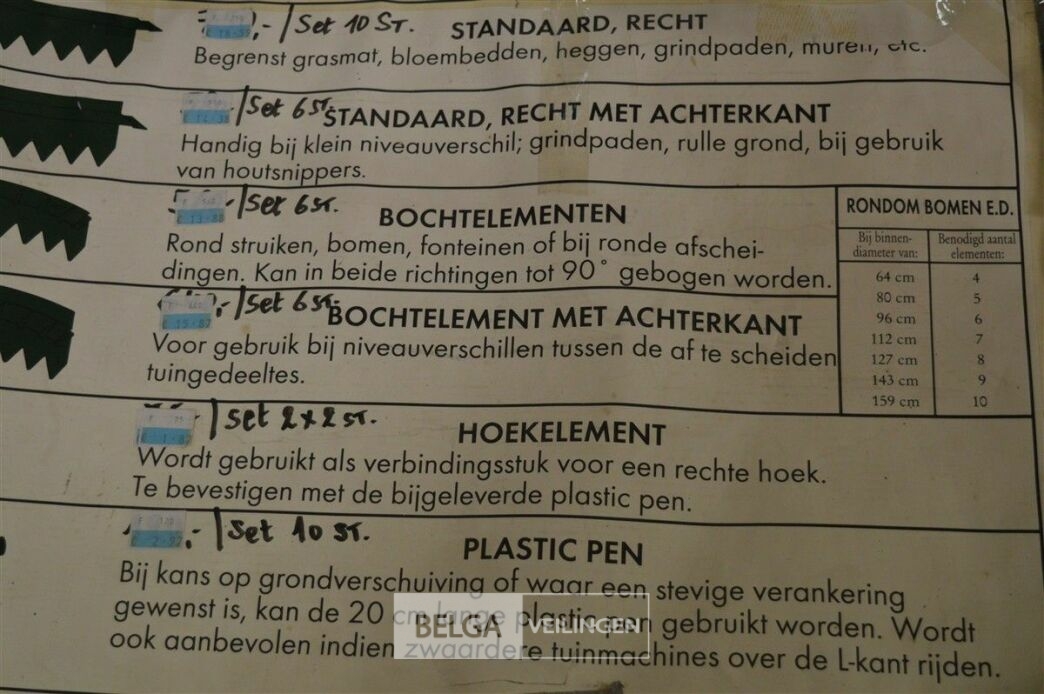 Set 10 ST.
STANDAARD, RECHT
Begrenst grasmat, bloembedden, heggen, grindpaden, muren, etc.
Set 6 ST.
STANDAARD, RECHT MET ACHTERKANT
Handig bij klein niveauverschil; grindpaden, rulle grond, bij gebruik
van houtsnippers.
Set 6 ST.
BOCHTELEMENTEN
Rond struiken, bomen, fonteinen of bij ronde afschei-
dingen. Kan in beide richtingen tot 90° gebogen worden.
Set 6 ST.
BOCHTELEMENT MET ACHTERKANT
Voor gebruik bij niveauverschillen tussen de af te scheiden
tuingedeeltes.
RONDOM BOMEN E.D.
Bij binnen- Benodigd aantal
diameter van: elementen:
64 cm 4
80 cm 5
96 cm 6
112 cm 7
127 cm 8
143 cm 9
159 cm 10
Set 2x2 ST.
HOEKELEMENT
Wordt gebruikt als verbindingsstuk voor een rechte hoek.
Te bevestigen met de bijgeleverde plastic pen.
Set 10 ST.
PLASTIC PEN
Bij kans op grondverschuiving of waar een stevige verankering
gewenst is, kan de 20 cm lange plastic pen gebruikt worden. Wordt
ook aanbevolen indien zwaardere tuinmachines over de L-kant rijden.
BELGA VEILINGEN